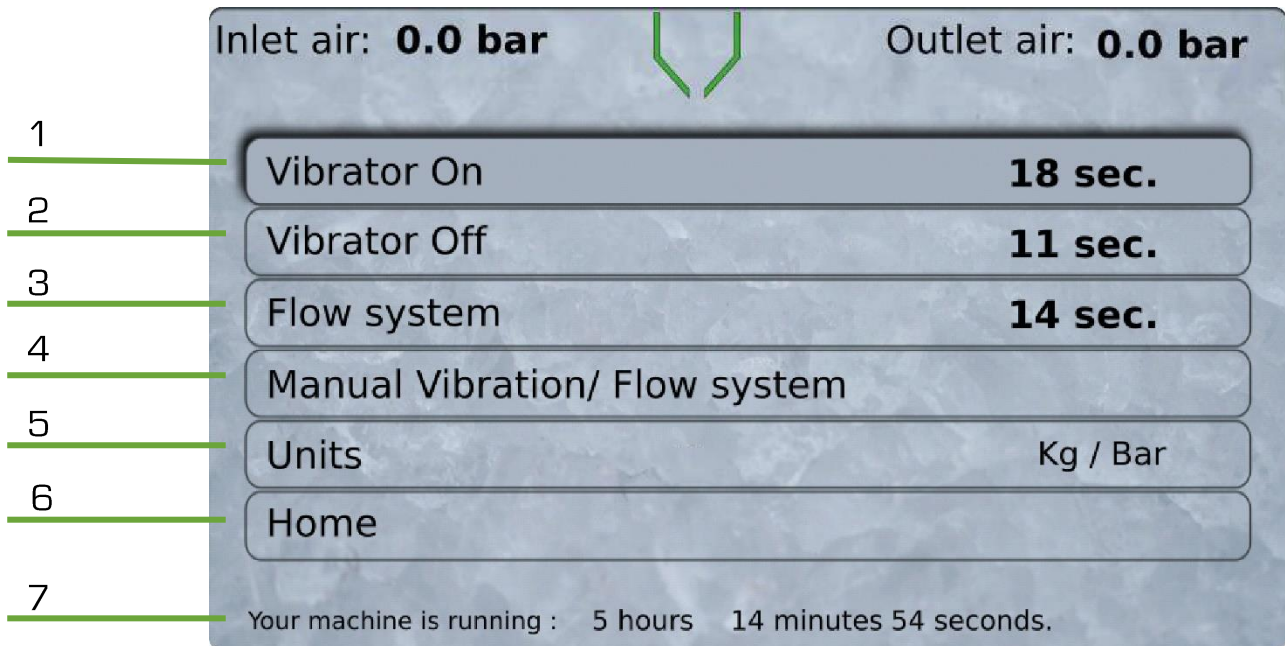 Inlet air: 0.0 bar Outlet air: 0.0 bar
1 Vibrator On 18 sec.
2 Vibrator Off 11 sec.
3 Flow system 14 sec.
4 Manual Vibration/ Flow system
5 Units Kg / Bar
6 Home
7 Your machine is running : 5 hours 14 minutes 54 seconds.